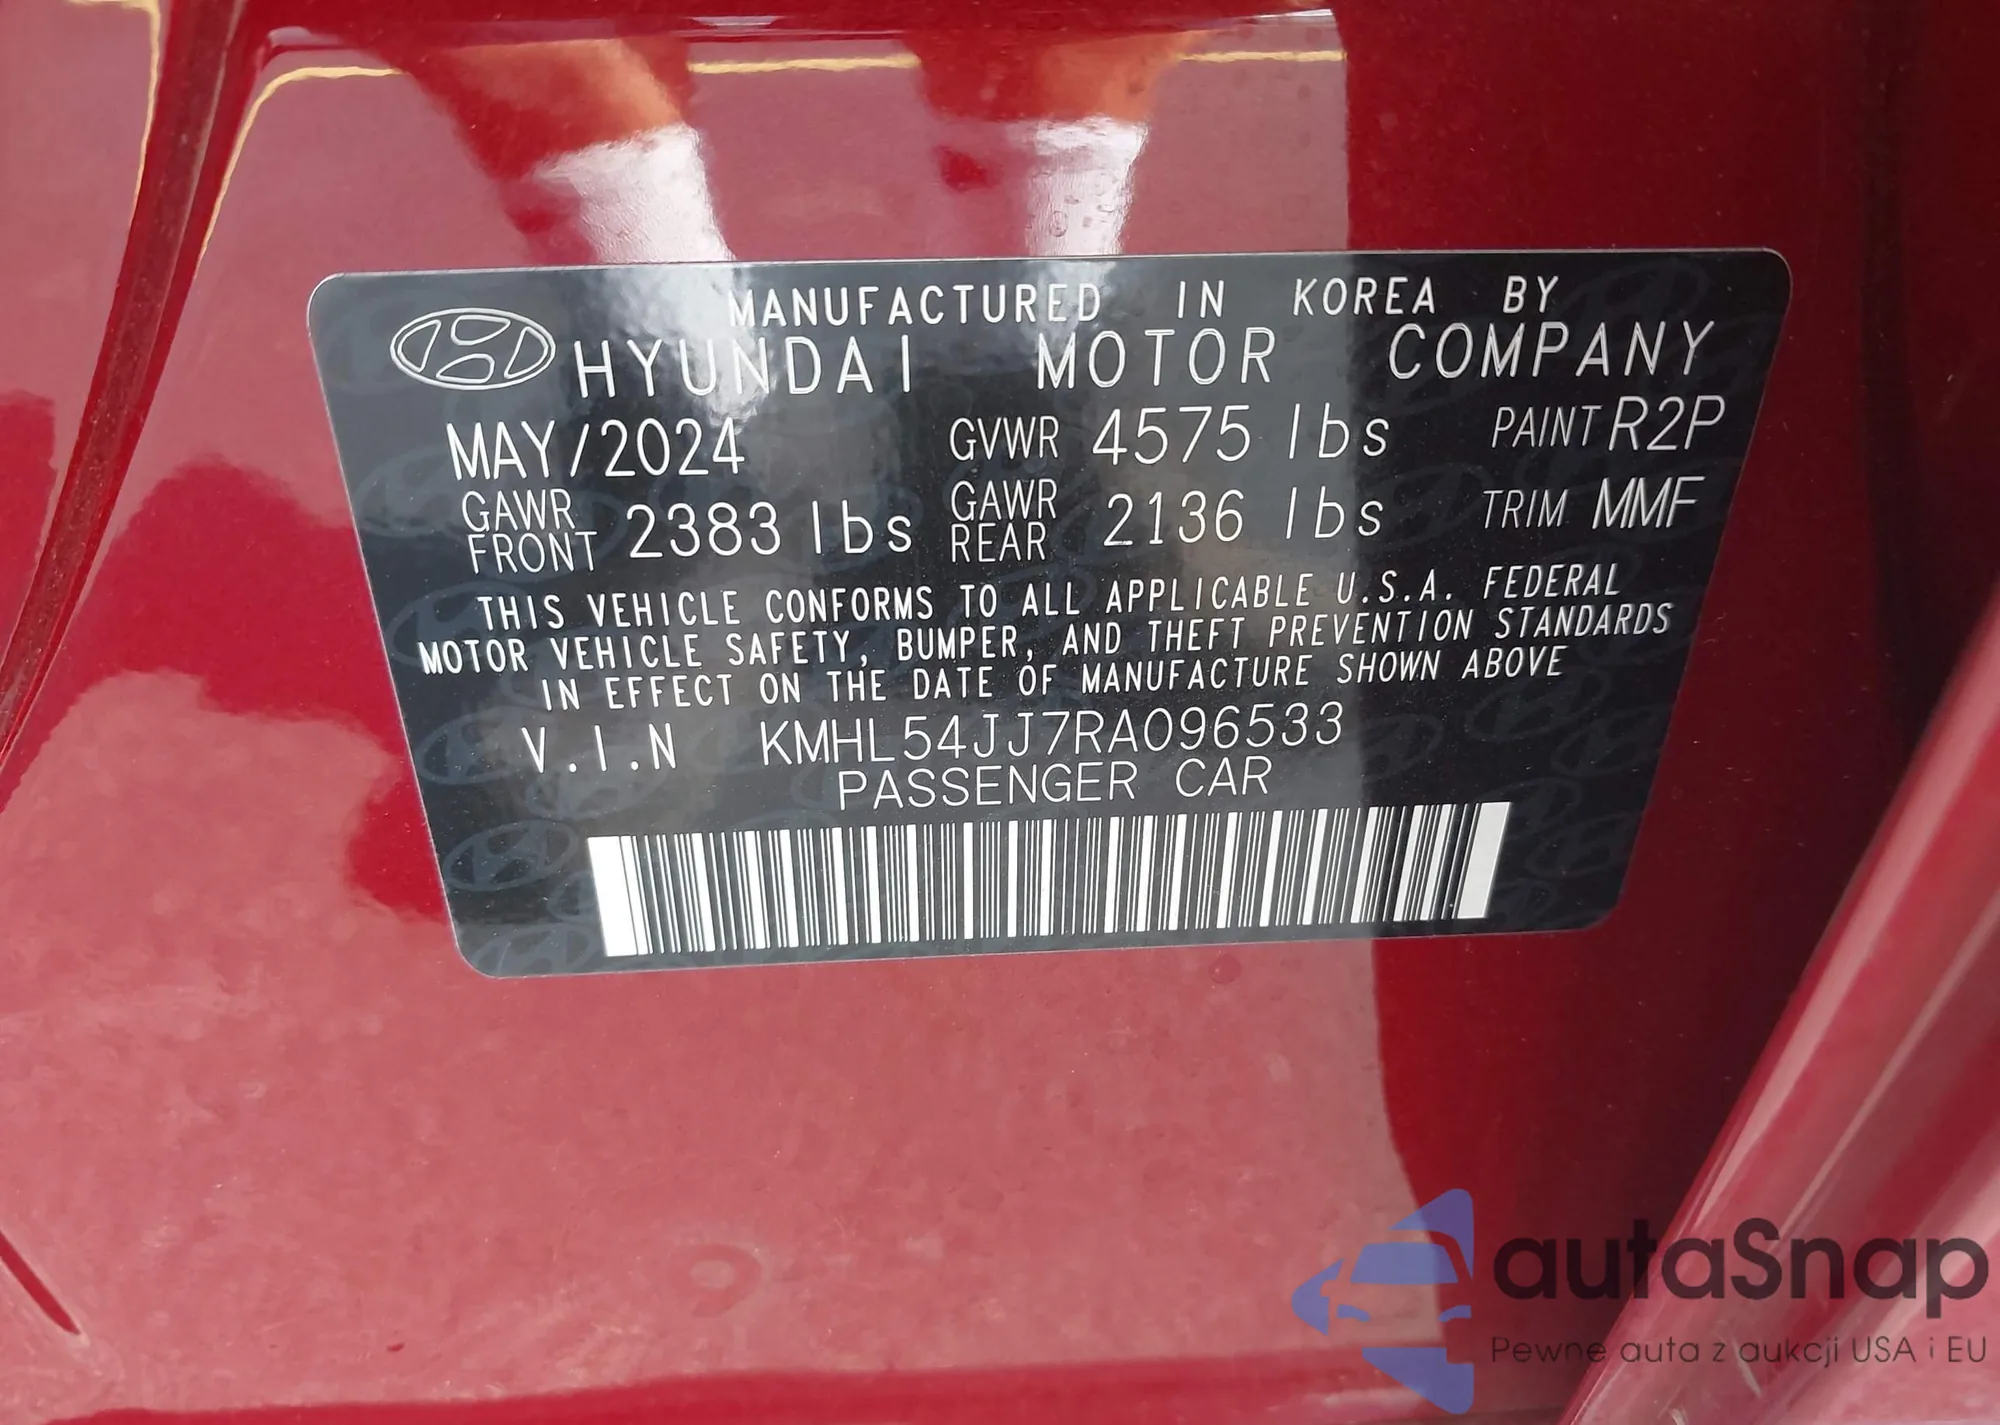 MANUFACTURED IN KOREA BY
HYUNDAI MOTOR COMPANY
MAY/2024 GVWR 4575 lbs PAINT R2P
GAWR FRONT 2383 lbs GAWR REAR 2136 lbs TRIM MMF
THIS VEHICLE CONFORMS TO ALL APPLICABLE U.S.A. FEDERAL
MOTOR VEHICLE SAFETY, BUMPER, AND THEFT PREVENTION STANDARDS
IN EFFECT ON THE DATE OF MANUFACTURE SHOWN ABOVE
V.I.N KMHL54JJ7RA096533
PASSENGER CAR
autaSnap
Pewne auta z aukcji USA i EU